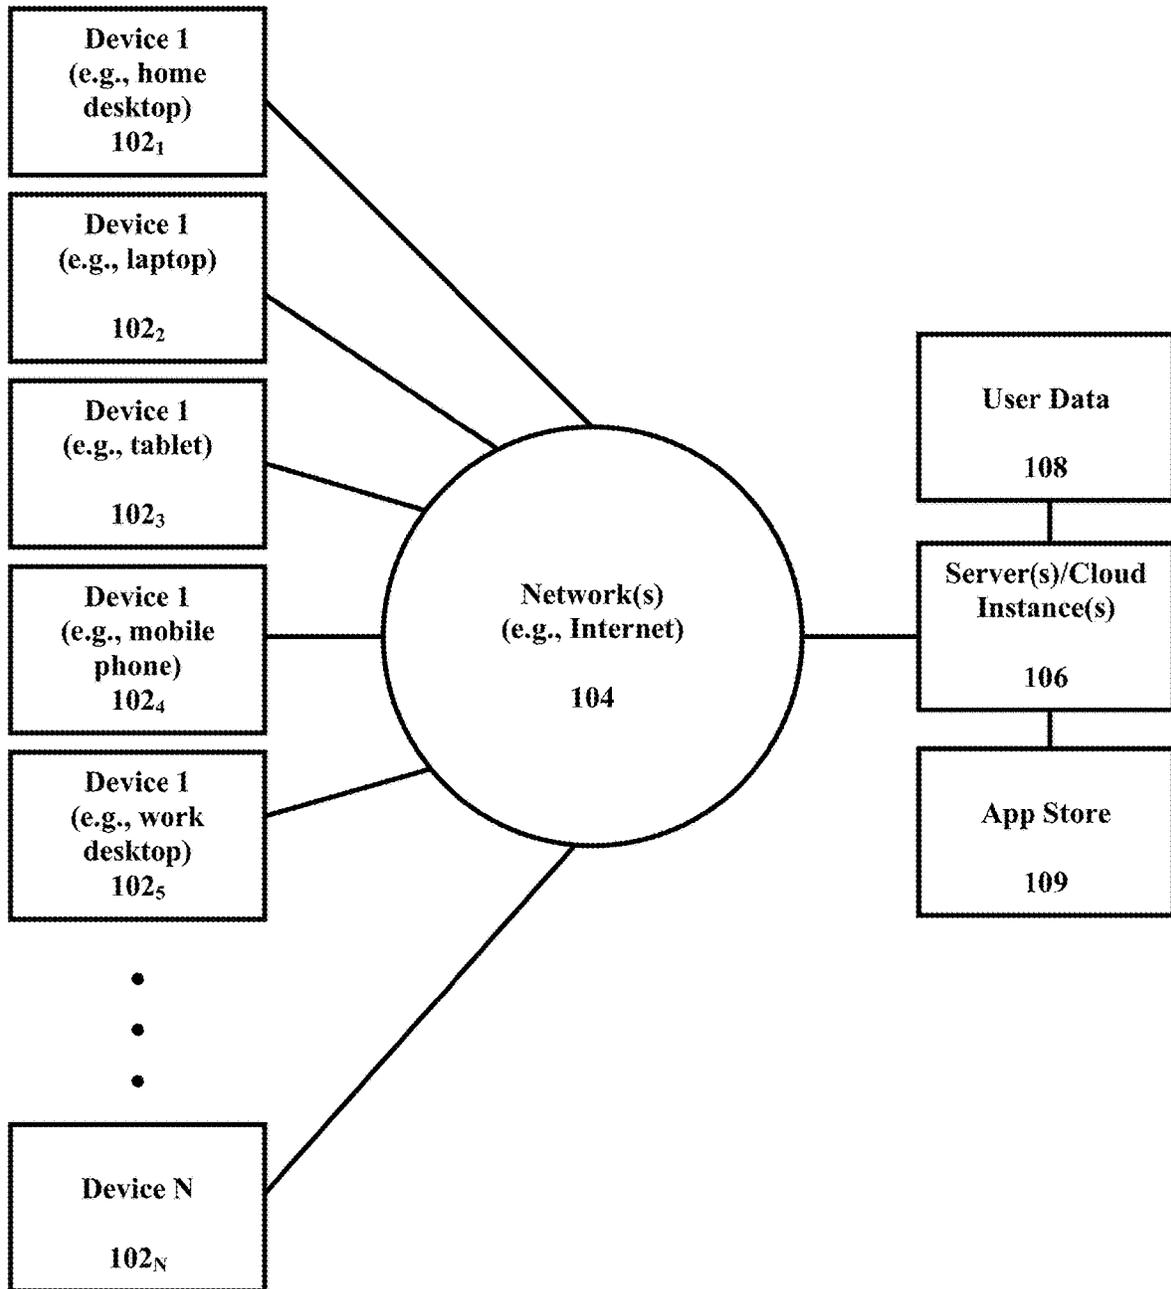 Device 1
(e.g., home
desktop)
102₁
Device 1
(e.g., laptop)
102₂
Device 1
(e.g., tablet)
102₃
Device 1
(e.g., mobile
phone)
102₄
Device 1
(e.g., work
desktop)
102₅
Device N
102ₙ
Network(s)
(e.g., Internet)
104
User Data
108
Server(s)/Cloud
Instance(s)
106
App Store
109